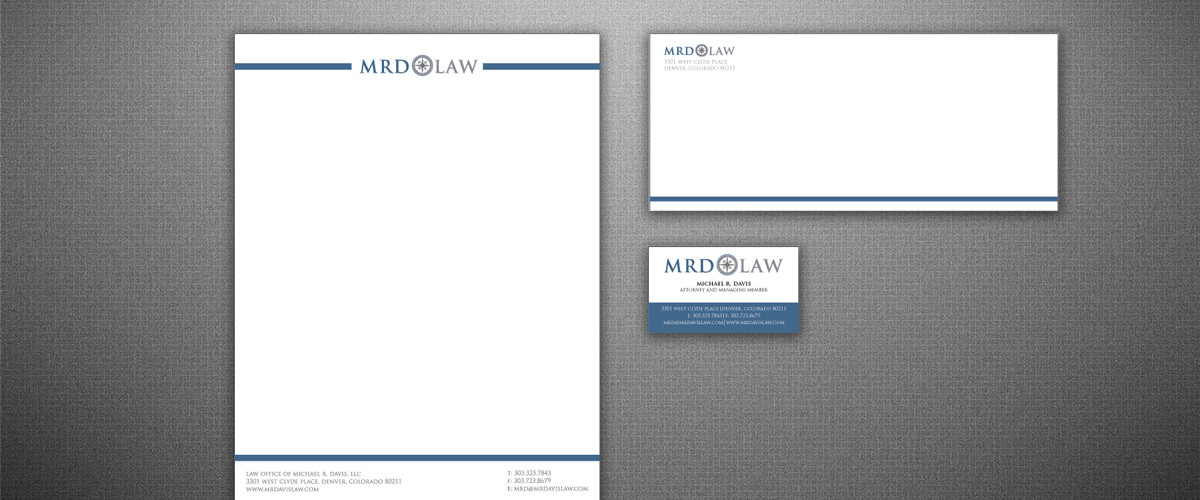 MRD LAW
LAW OFFICE OF MICHAEL R. DAVIS, LLC
3301 WEST CLYDE PLACE, DENVER, COLORADO 80211
WWW.MRDAVISLAW.COM
T: 303.325.7843
F: 303.723.8679
E: MRD@MRDAVISLAW.COM
MRD LAW
3301 WEST CLYDE PLACE
DENVER, COLORADO 80211
MRD LAW
MICHAEL R. DAVIS
ATTORNEY AND MANAGING MEMBER
3301 WEST CLYDE PLACE | DENVER, COLORADO 80211
T: 303.325.7843 | F: 303.723.8679
MRD@MRDAVISLAW.COM | WWW.MRDAVISLAW.COM